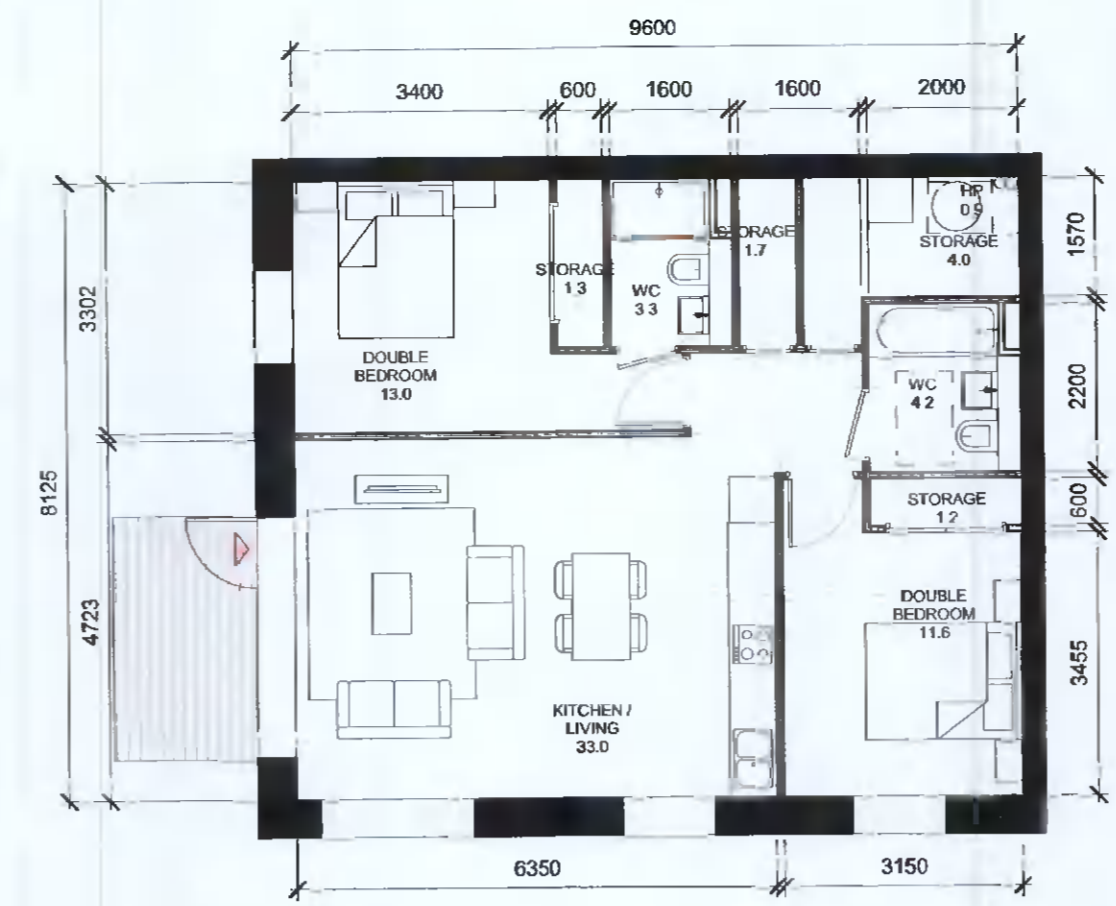 9600
3400
600
1600
1600
2000
HP
0.9
STORAGE
4.0
STORAGE
1.7
STORAGE
1.3
WC
3.3
DOUBLE
BEDROOM
13.0
WC
4.2
STORAGE
1.2
DOUBLE
BEDROOM
11.6
KITCHEN /
LIVING
33.0
8125
3302
4723
1570
2200
600
3455
6350
3150